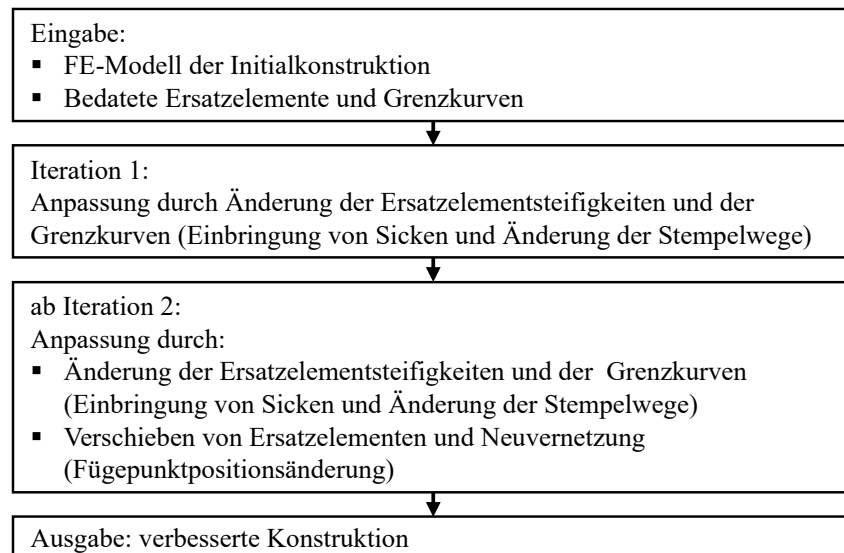 Eingabe:
▪ FE-Modell der Initialkonstruktion
▪ Bedatete Ersatzelemente und Grenzkurven
Iteration 1:
Anpassung durch Änderung der Ersatzelementsteifigkeiten und der
Grenzkurven (Einbringung von Sicken und Änderung der Stempelwege)
ab Iteration 2:
Anpassung durch:
▪ Änderung der Ersatzelementsteifigkeiten und der Grenzkurven
(Einbringung von Sicken und Änderung der Stempelwege)
▪ Verschieben von Ersatzelementen und Neuvernetzung
(Fügepunktpositionsänderung)
Ausgabe: verbesserte Konstruktion